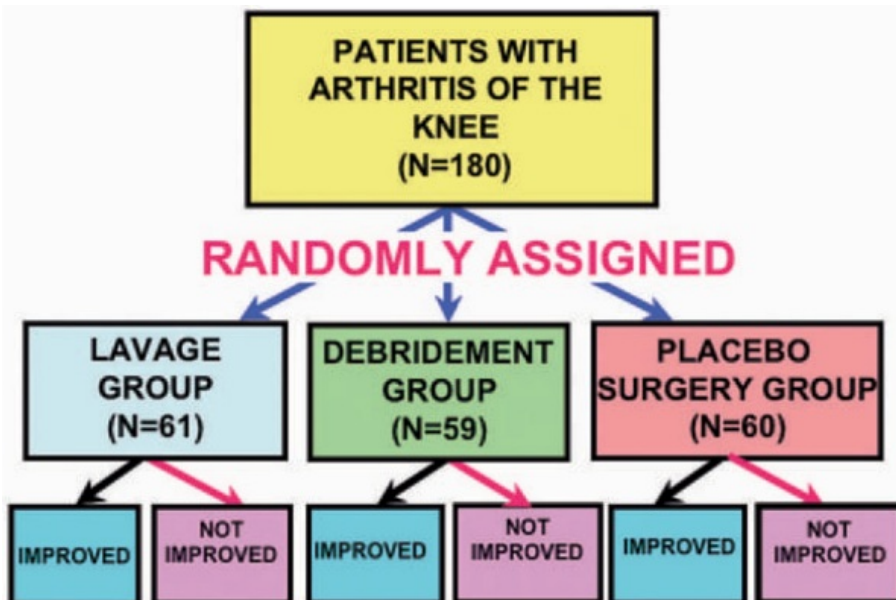 PATIENTS WITH
ARTHRITIS OF THE
KNEE
(N=180)
RANDOMLY ASSIGNED
LAVAGE
GROUP
(N=61)
DEBRIDEMENT
GROUP
(N=59)
PLACEBO
SURGERY GROUP
(N=60)
IMPROVED
NOT
IMPROVED
IMPROVED
NOT
IMPROVED
IMPROVED
NOT
IMPROVED